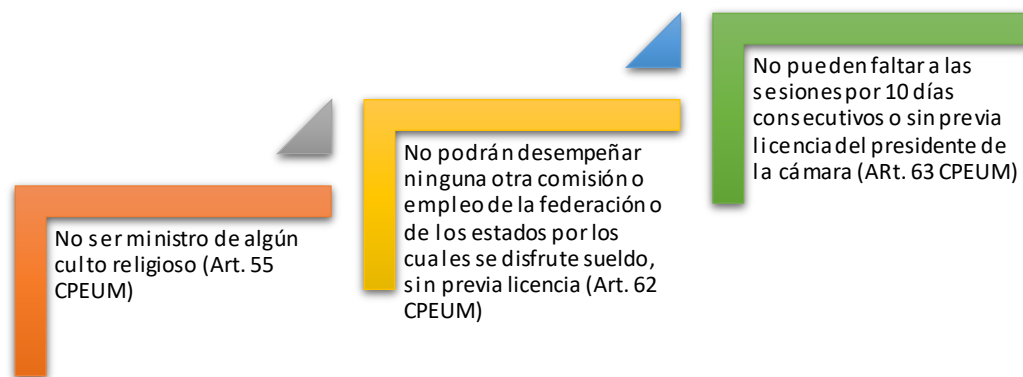 No ser ministro de algún
culto religioso (Art. 55
CPEUM)
No podrán desempeñar
ninguna otra comisión o
empleo de la federación o
de los estados por los
cuales se disfrute sueldo,
sin previa licencia (Art. 62
CPEUM)
No pueden faltar a las
sesiones por 10 días
consecutivos o sin previa
licencia del presidente de
la cámara (ARt. 63 CPEUM)